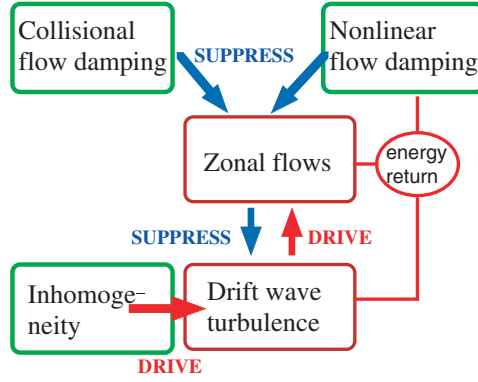 Collisional
flow damping
SUPPRESS
Nonlinear
flow damping
Zonal flows
energy
return
SUPPRESS
DRIVE
Inhomoge-
neity
Drift wave
turbulence
DRIVE